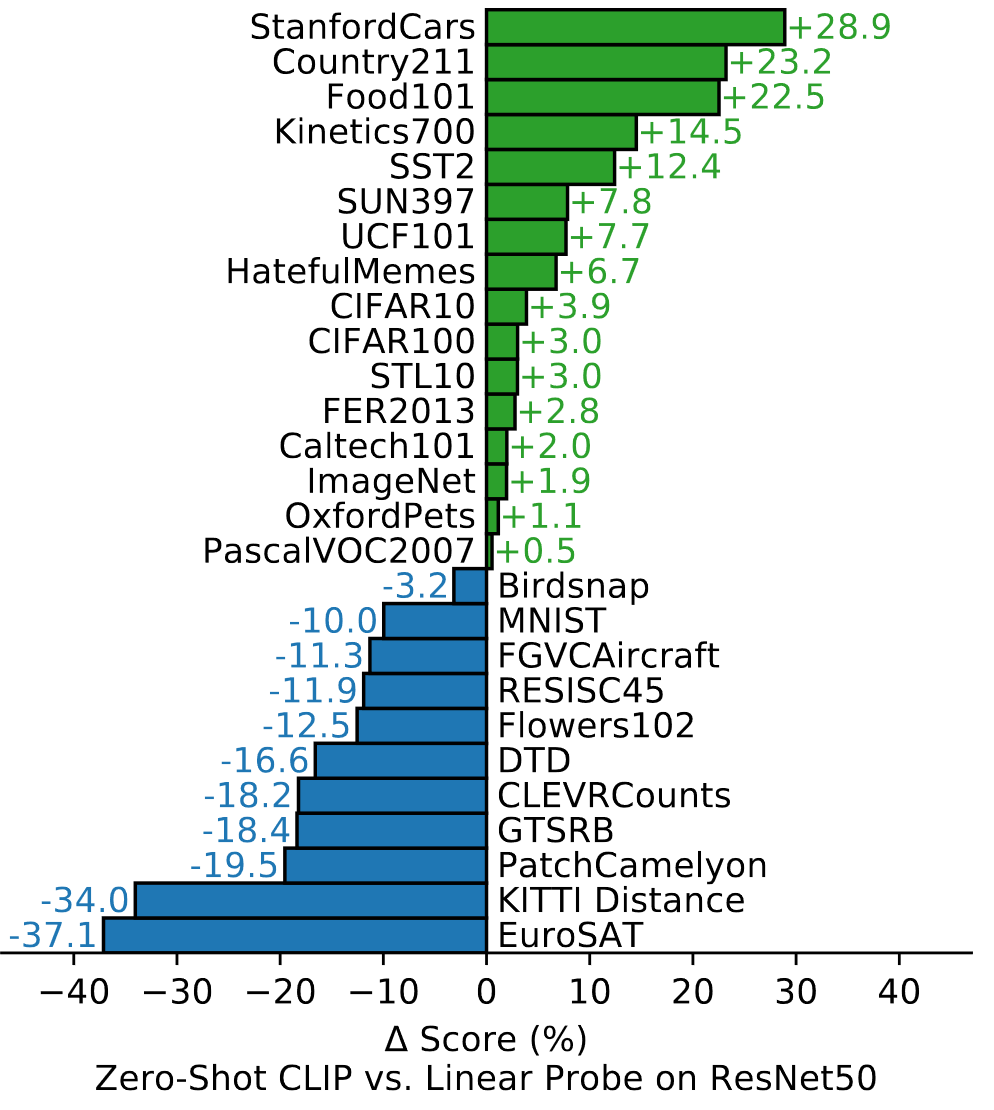 StanfordCars +28.9
Country211 +23.2
Food101 +22.5
Kinetics700 +14.5
SST2 +12.4
SUN397 +7.8
UCF101 +7.7
HatefulMemes +6.7
CIFAR10 +3.9
CIFAR100 +3.0
STL10 +3.0
FER2013 +2.8
Caltech101 +2.0
ImageNet +1.9
OxfordPets +1.1
PascalVOC2007 +0.5
-3.2 Birdsnap
-10.0 MNIST
-11.3 FGVCAircraft
-11.9 RESISC45
-12.5 Flowers102
-16.6 DTD
-18.2 CLEVRCounts
-18.4 GTSRB
-19.5 PatchCamelyon
-34.0 KITTI Distance
-37.1 EuroSAT
−40 −30 −20 −10 0 10 20 30 40
Δ Score (%)
Zero-Shot CLIP vs. Linear Probe on ResNet50